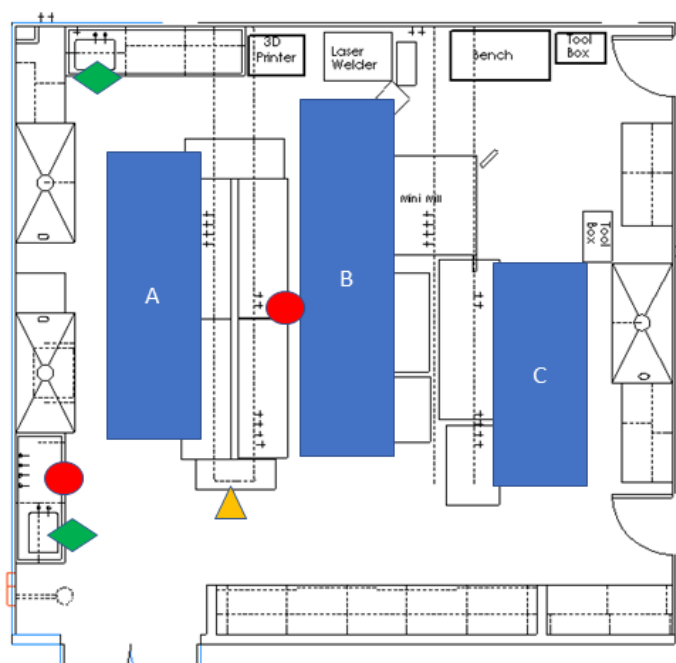 3D
Printer
Laser
Welder
Bench
Tool
Box
Mini Mill
Tool
Box
A
B
C